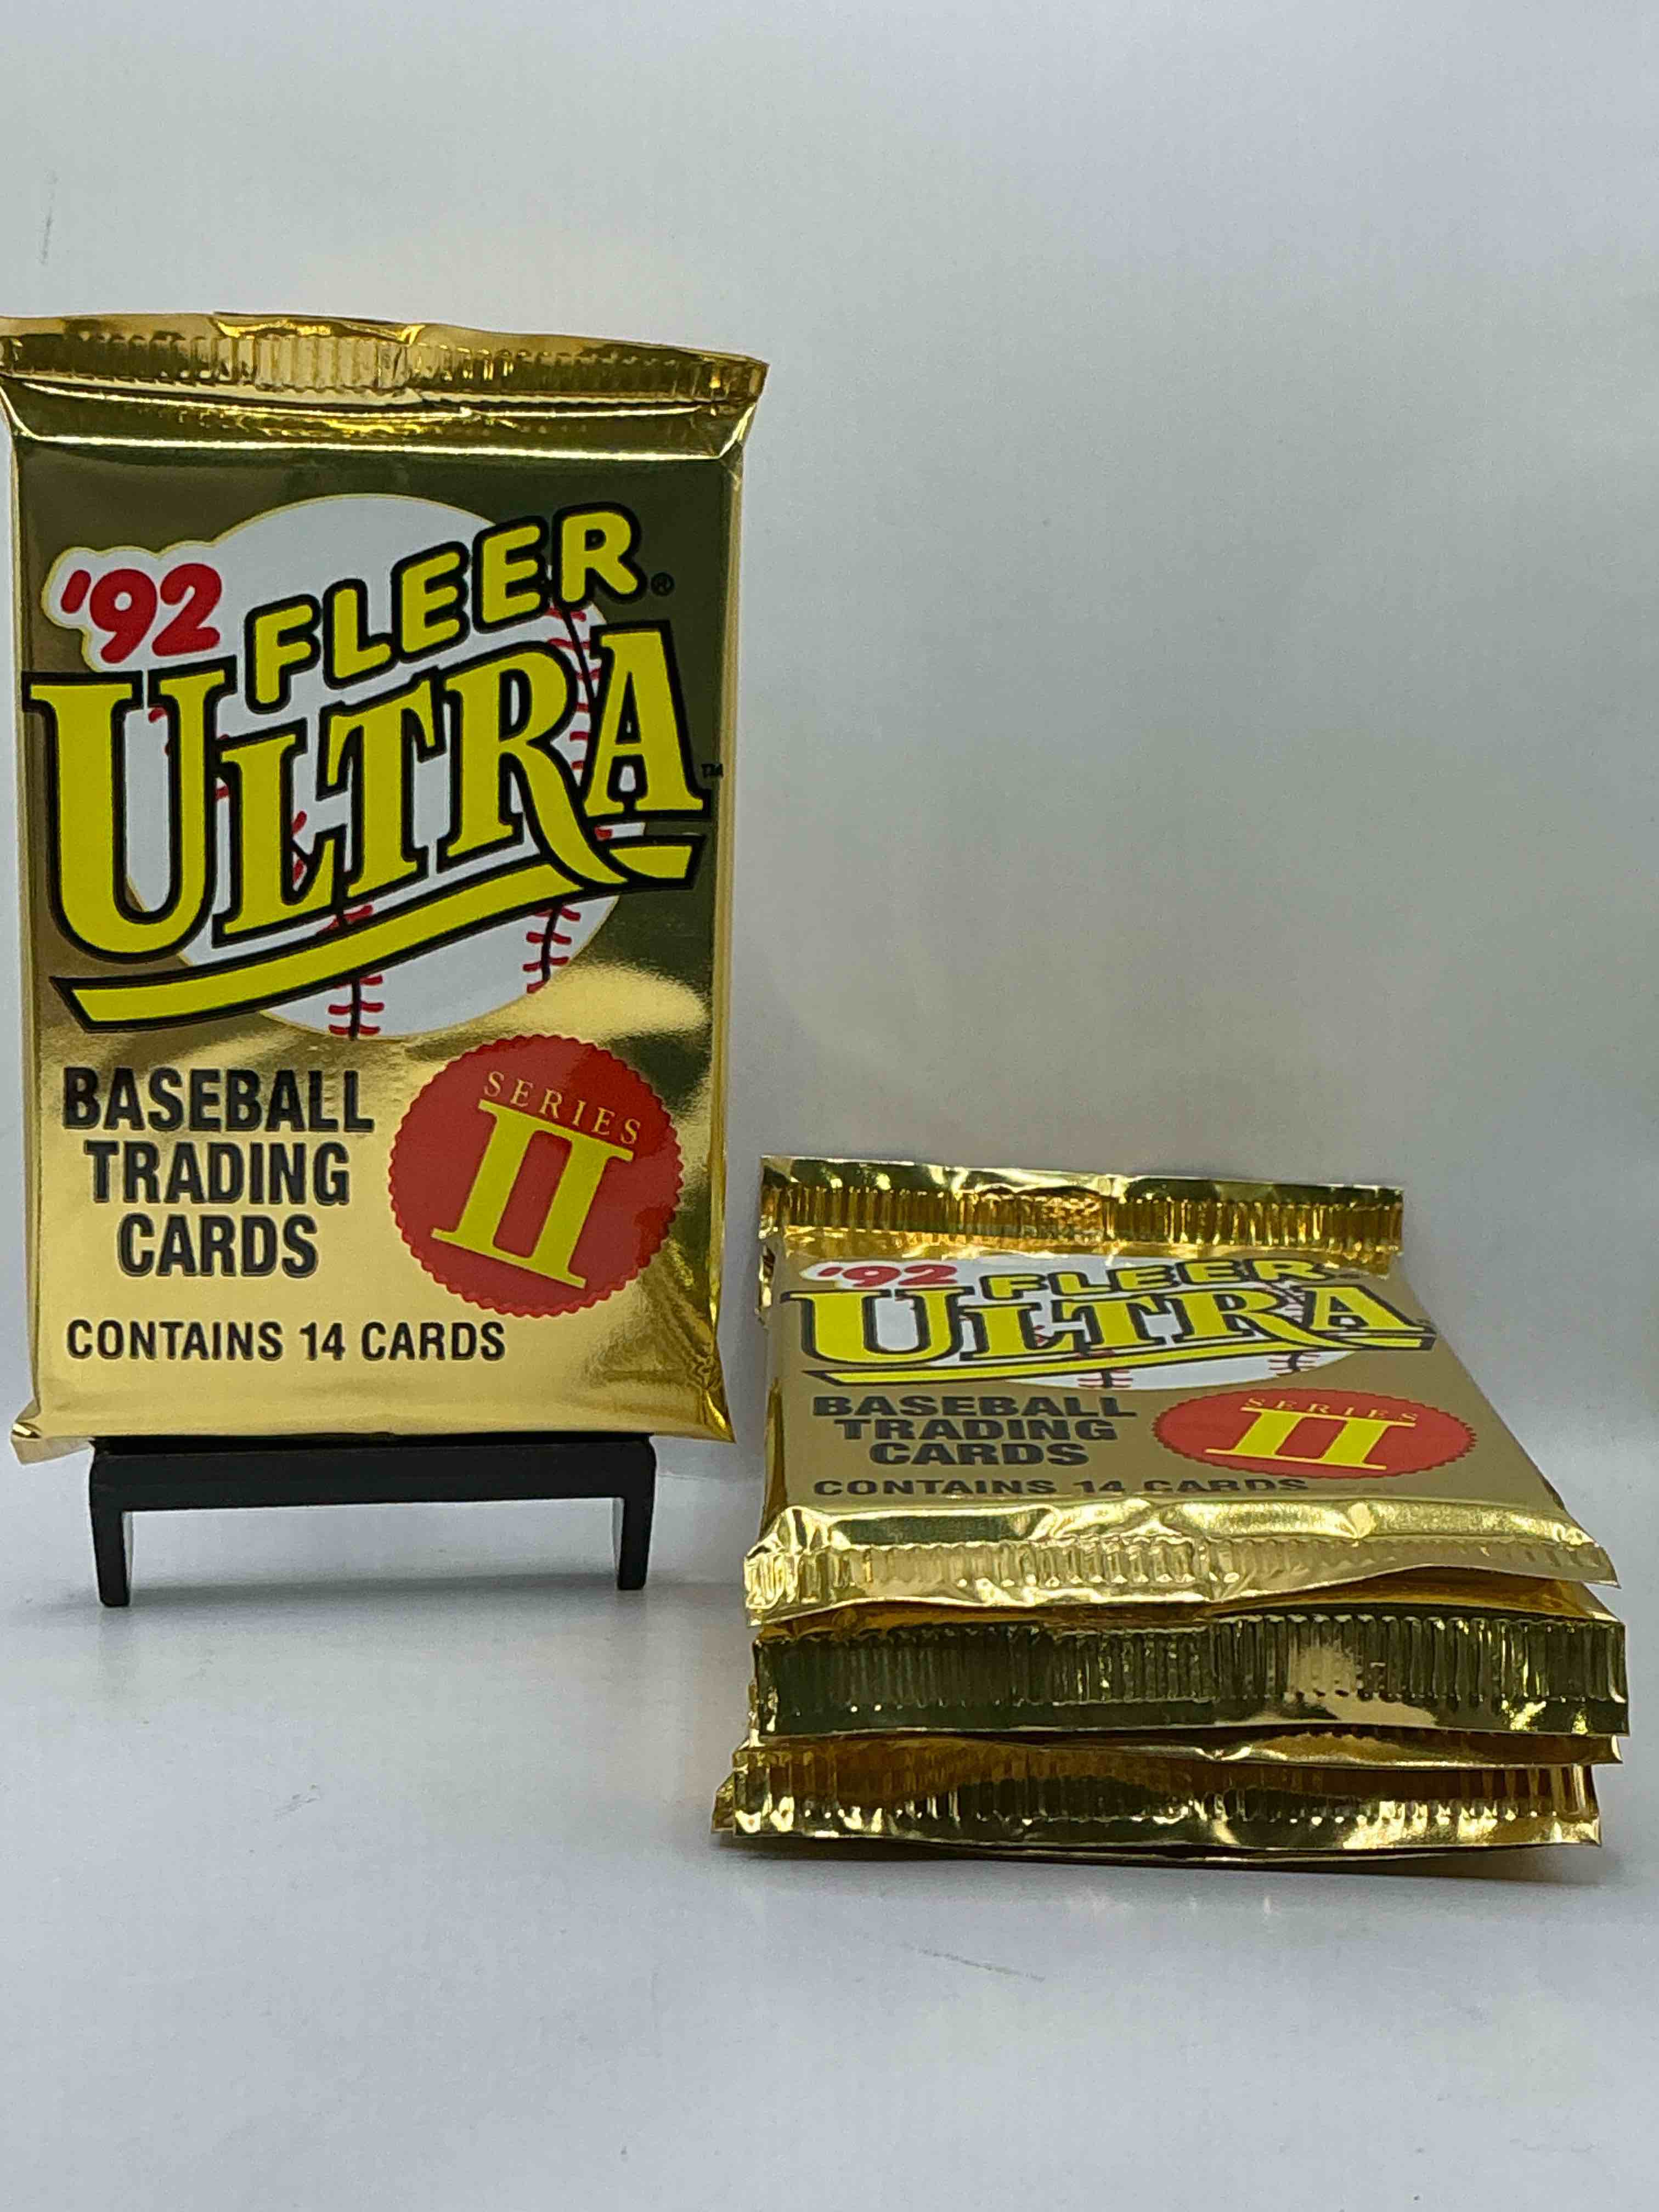 '92 FLEER®
ULTRA™
BASEBALL
TRADING
CARDS
SERIES
II
CONTAINS 14 CARDS
'92 FLEER
ULTRA
BASEBALL
TRADING
CARDS
SERIES
II
CONTAINS 14 CARDS